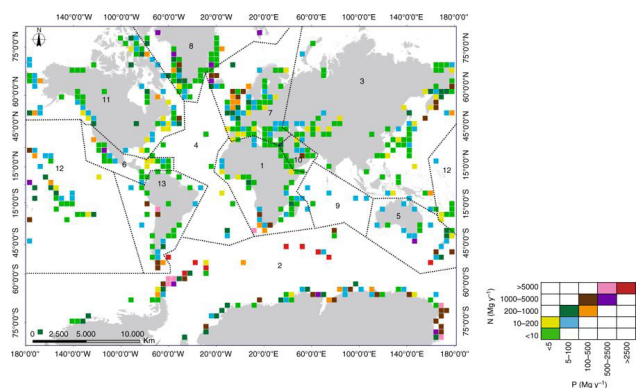 140°0'0"W 100°0'0"W 60°0'0"W 20°0'0"W 20°0'0"E 60°0'0"E 100°0'0"E 140°0'0"E 180°0'0"
75°0'0"N
60°0'0"N
45°0'0"N
30°0'0"N
15°0'0"N
15°0'0"S
30°0'0"S
45°0'0"S
60°0'0"S
75°0'0"S
N
8
3
11
7
4
10
6
1
12
12
13
9
5
2
0 2.500 5.000 10.000
Km
180°0'0" 140°0'0"W 100°0'0"W 60°0'0"W 20°0'0"W 20°0'0"E 60°0'0"E 100°0'0"E 140°0'0"E 180°0'0"
N (Mg y⁻¹)
>5000
1000–5000
200–1000
10–200
<10
<5
5–100
100–500
500–2500
>2500
P (Mg y⁻¹)